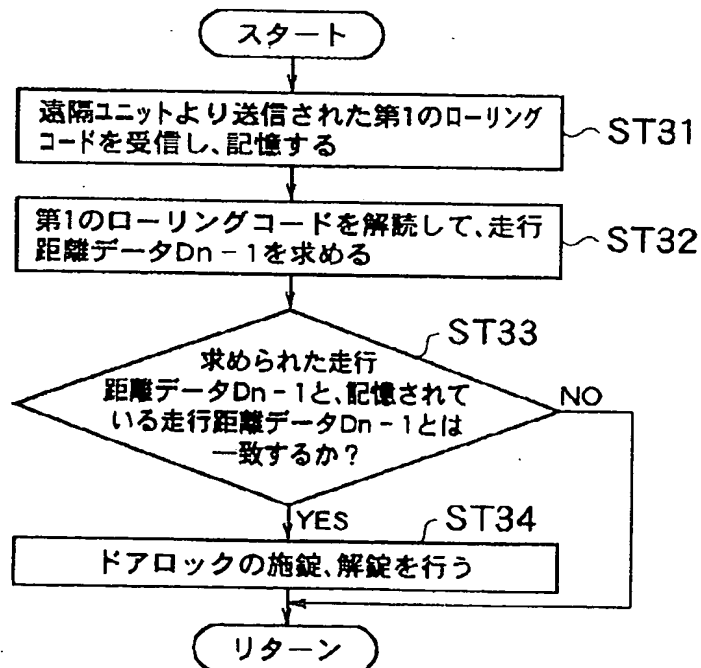 スタート
遠隔ユニットより送信された第1のローリング
コードを受信し、記憶する
ST31
第1のローリングコードを解読して、走行
距離データDn-1を求める
ST32
ST33
求められた走行
距離データDn-1と、記憶されて
いる走行距離データDn-1とは
一致するか?
NO
YES
ST34
ドアロックの施錠、解錠を行う
リターン